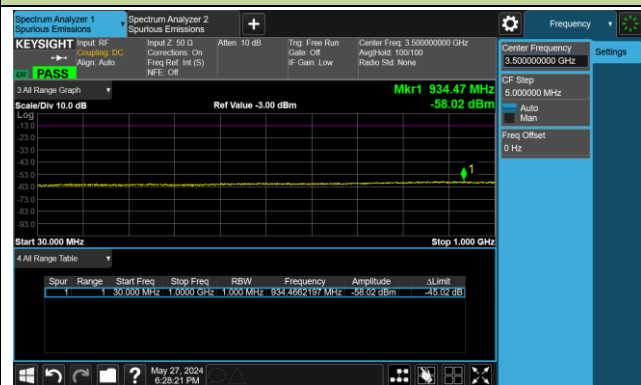 Spectrum Analyzer 1
Spurious Emissions
Spectrum Analyzer 2
Spurious Emissions
+
Frequency
KEYSIGHT
Input: RF
Coupling: DC
Align: Auto
Input Z: 50 Ω
Corrections: On
Freq Ref: Int (S)
NFE: Off
Atten: 10 dB
Trig: Free Run
Gate: Off
IF Gain: Low
Center Freq: 3.500000000 GHz
Avg|Hold: 100/100
Radio Std: None
PASS
Center Frequency
3.500000000 GHz
Settings
CF Step
5.000000 MHz
Auto
Man
Freq Offset
0 Hz
3 All Range Graph
Mkr1 934.47 MHz
Scale/Div 10.0 dB
Ref Value -3.00 dBm
-58.02 dBm
Log
-13.0
-23.0
-33.0
-43.0
-53.0
-63.0
-73.0
-83.0
-93.0
1
Start 30.000 MHz
Stop 1.000 GHz
4 All Range Table
Spur Range Start Freq Stop Freq RBW Frequency Amplitude ΔLimit
1 1 30.000 MHz 1.0000 GHz 1.000 MHz 934.4662197 MHz -58.02 dBm -45.02 dB
?
May 27, 2024
6:28:21 PM